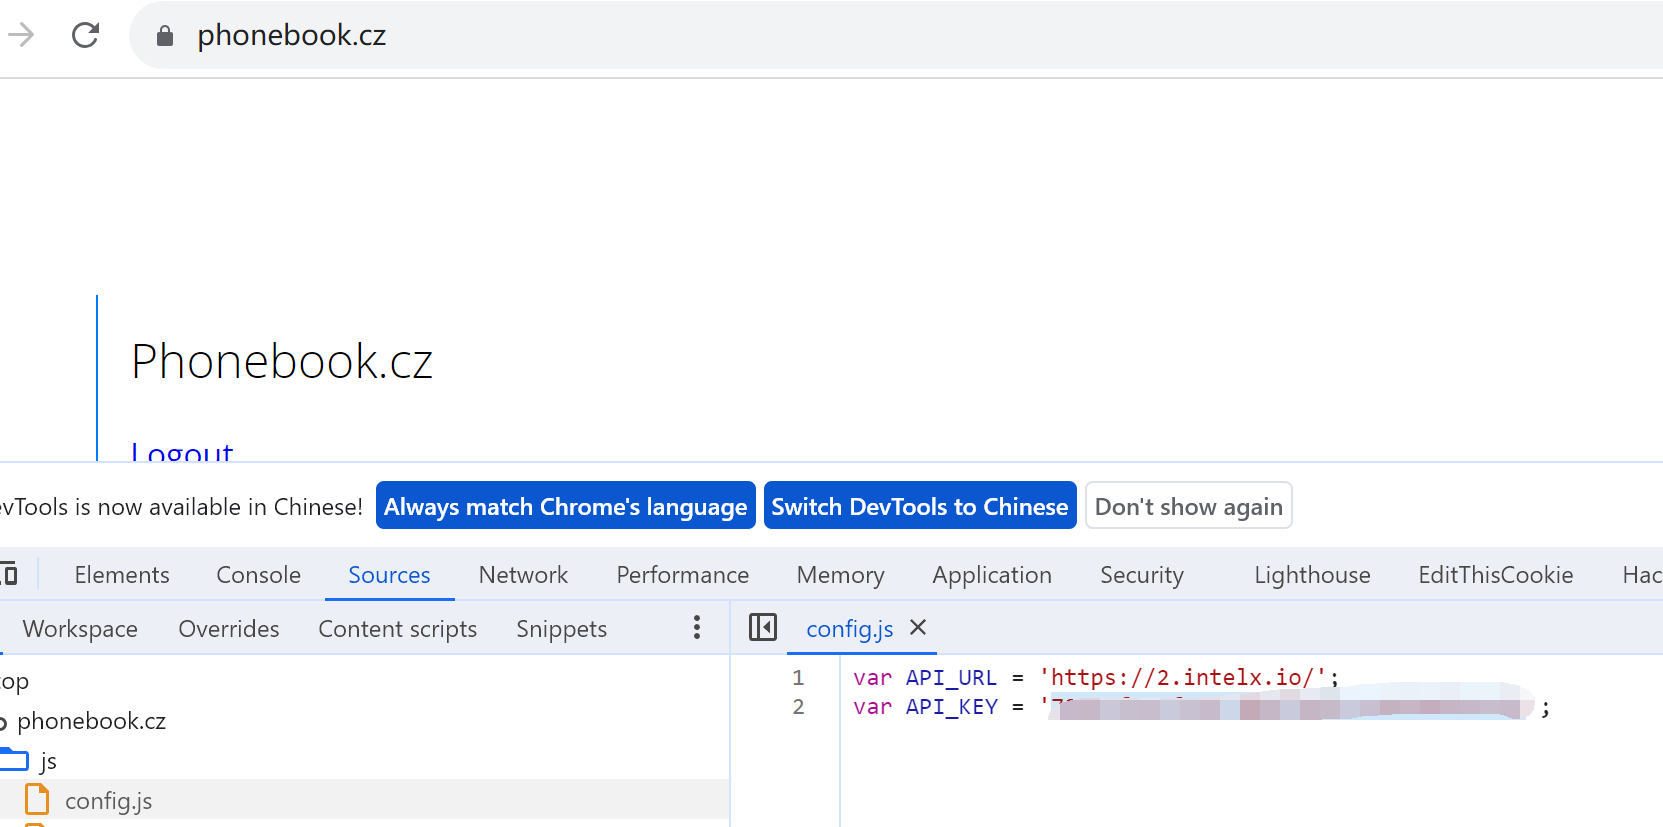 phonebook.cz
Phonebook.cz
Logout
evTools is now available in Chinese! Always match Chrome's language Switch DevTools to Chinese Don't show again
Elements Console Sources Network Performance Memory Application Security Lighthouse EditThisCookie Hac
Workspace Overrides Content scripts Snippets config.js
op
phonebook.cz
js
config.js
1 var API_URL = 'https://2.intelx.io/';
2 var API_KEY = ' ;